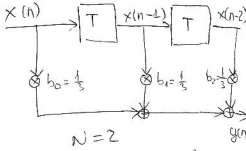 x(n) T x(n-1) T x(n-2)
b₀=1/3 b₁=1/3 b₂ 1/3
y(n
N=2